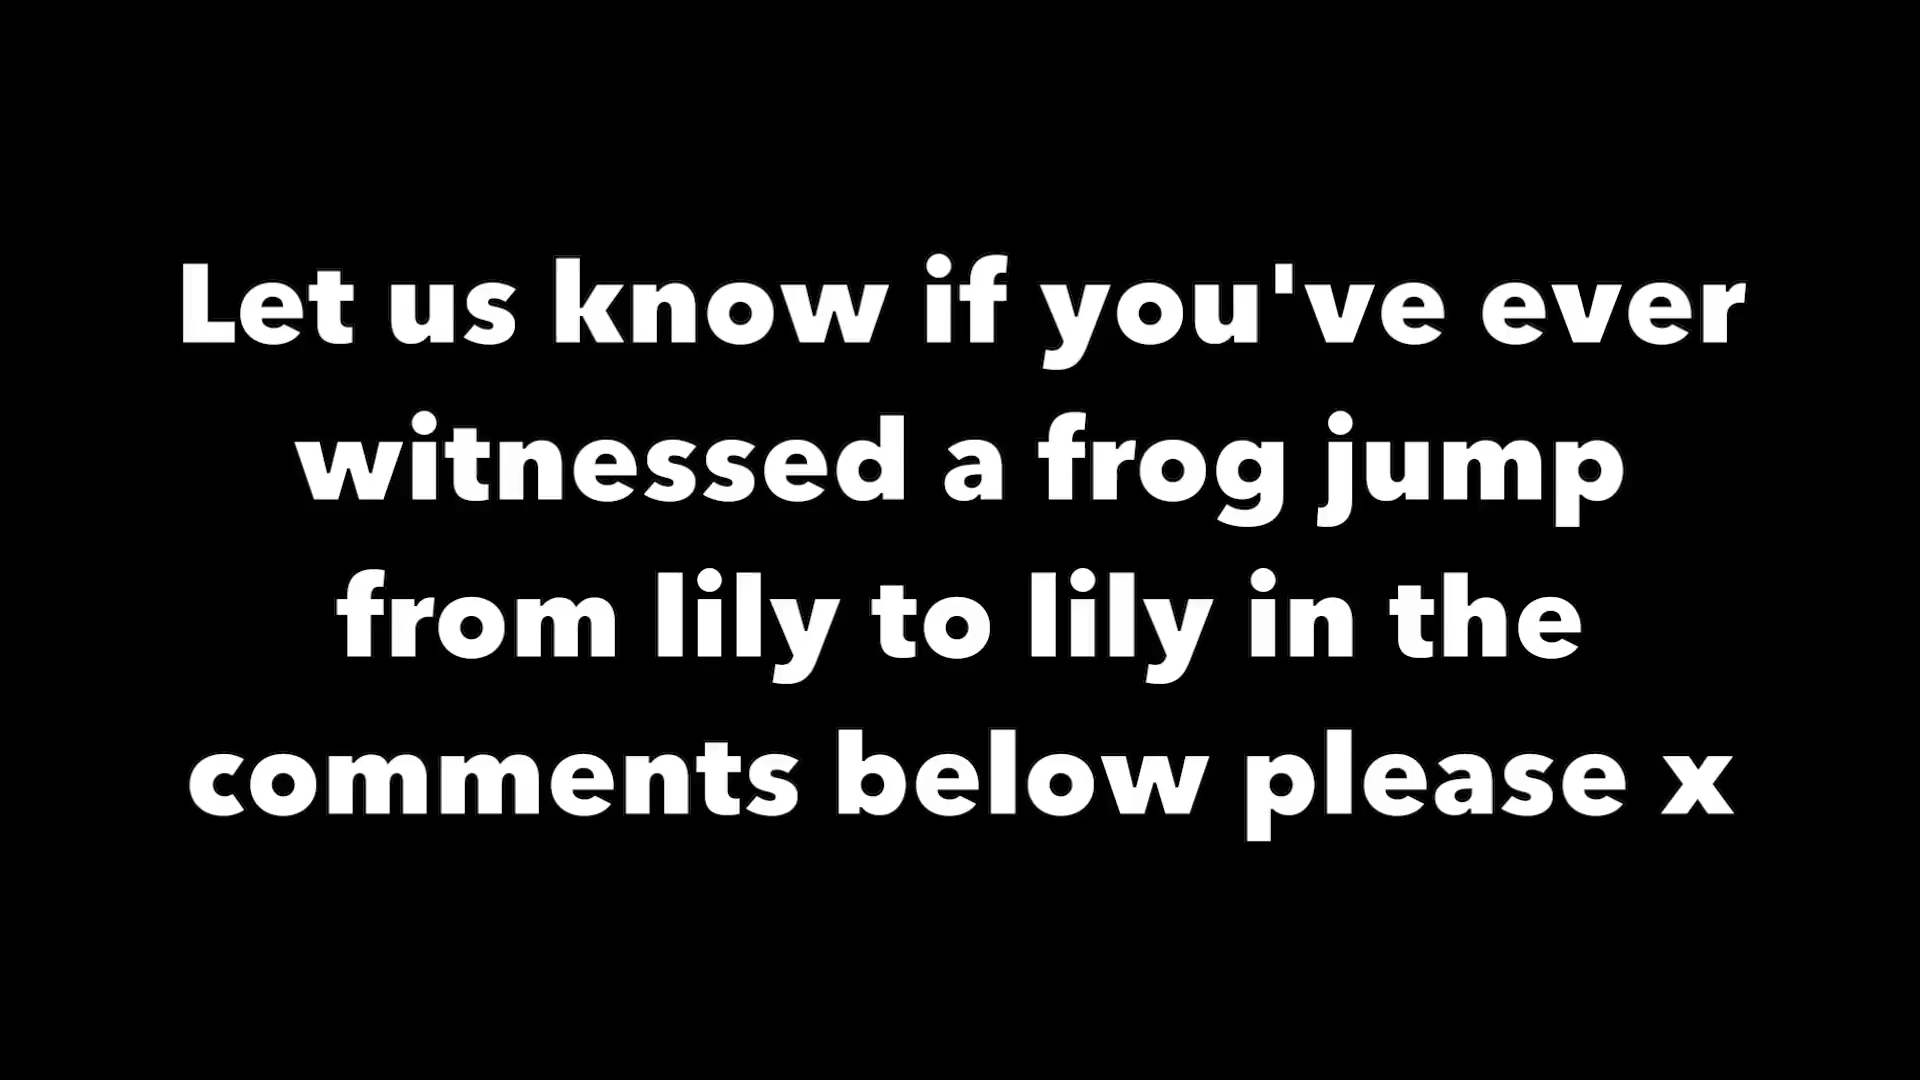 Let us know if you've ever
witnessed a frog jump
from lily to lily in the
comments below please x